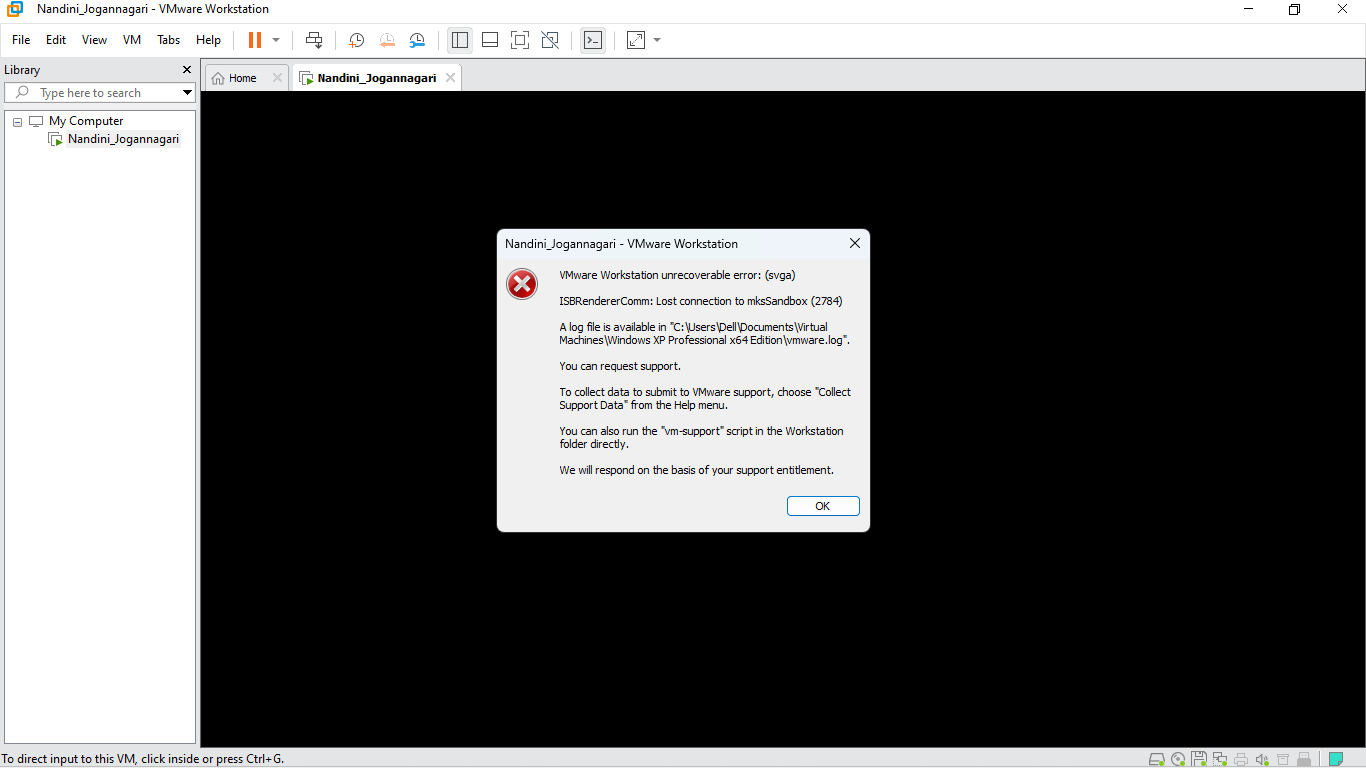 Nandini_Jogannagari - VMware Workstation
File Edit View VM Tabs Help
Library
Home
Nandini_Jogannagari
Type here to search
My Computer
Nandini_Jogannagari
Nandini_Jogannagari - VMware Workstation
VMware Workstation unrecoverable error: (svga)
ISBRendererComm: Lost connection to mksSandbox (2784)
A log file is available in "C:\Users\Dell\Documents\Virtual
Machines\Windows XP Professional x64 Edition\vmware.log".
You can request support.
To collect data to submit to VMware support, choose "Collect
Support Data" from the Help menu.
You can also run the "vm-support" script in the Workstation
folder directly.
We will respond on the basis of your support entitlement.
OK
To direct input to this VM, click inside or press Ctrl+G.